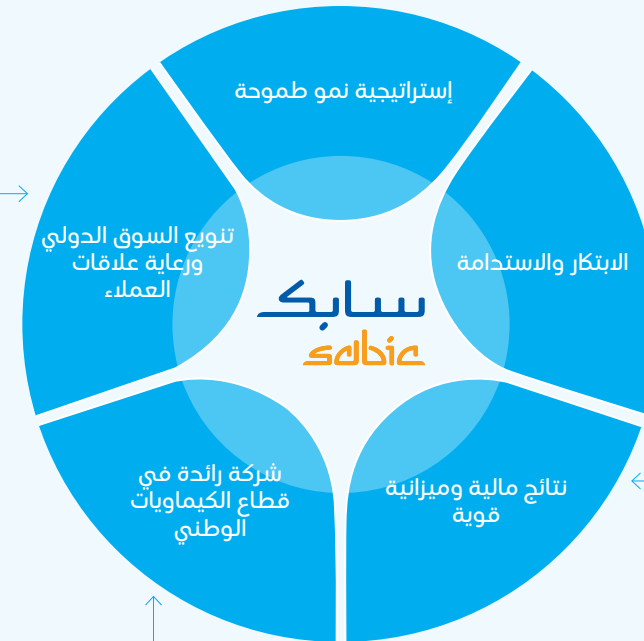 إستراتيجية نمو طموحة
الابتكار والاستدامة
تنويع السوق الدولي
ورعاية علاقات
العملاء
سابك
sabic
نتائج مالية وميزانية
قوية
شركة رائدة في
قطاع الكيماويات
الوطني